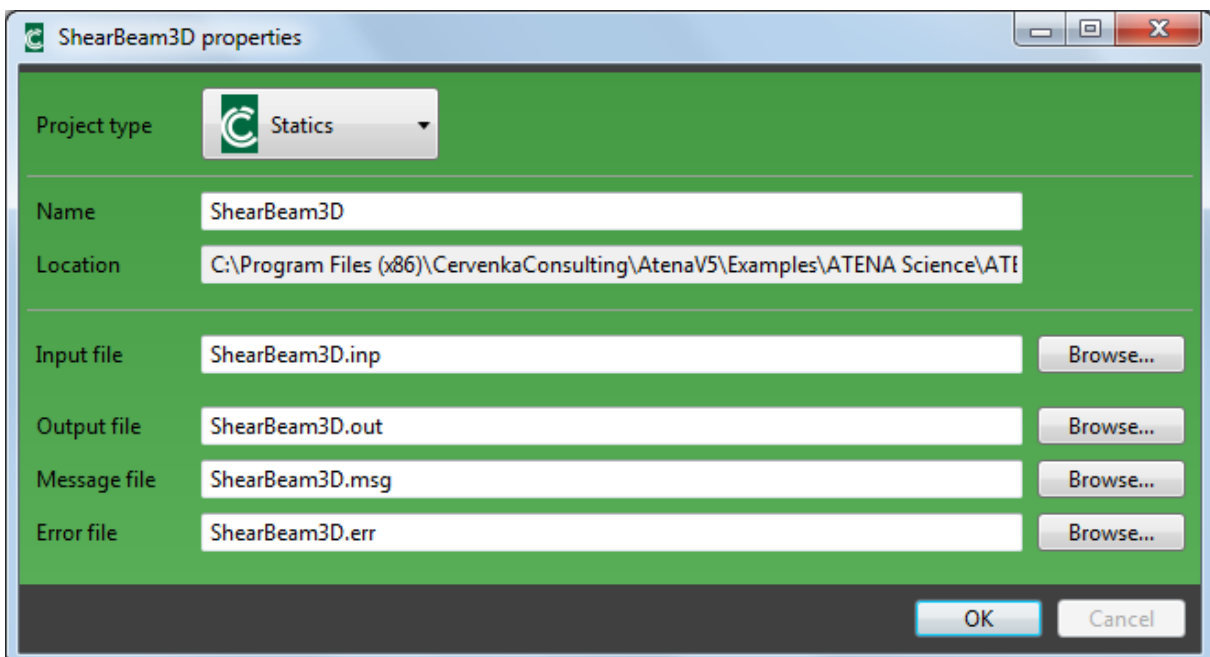 ShearBeam3D properties
Project type Statics
Name ShearBeam3D
Location C:\Program Files (x86)\CervenkaConsulting\AtenaV5\Examples\ATENA Science\ATE
Input file ShearBeam3D.inp Browse...
Output file ShearBeam3D.out Browse...
Message file ShearBeam3D.msg Browse...
Error file ShearBeam3D.err Browse...
OK Cancel